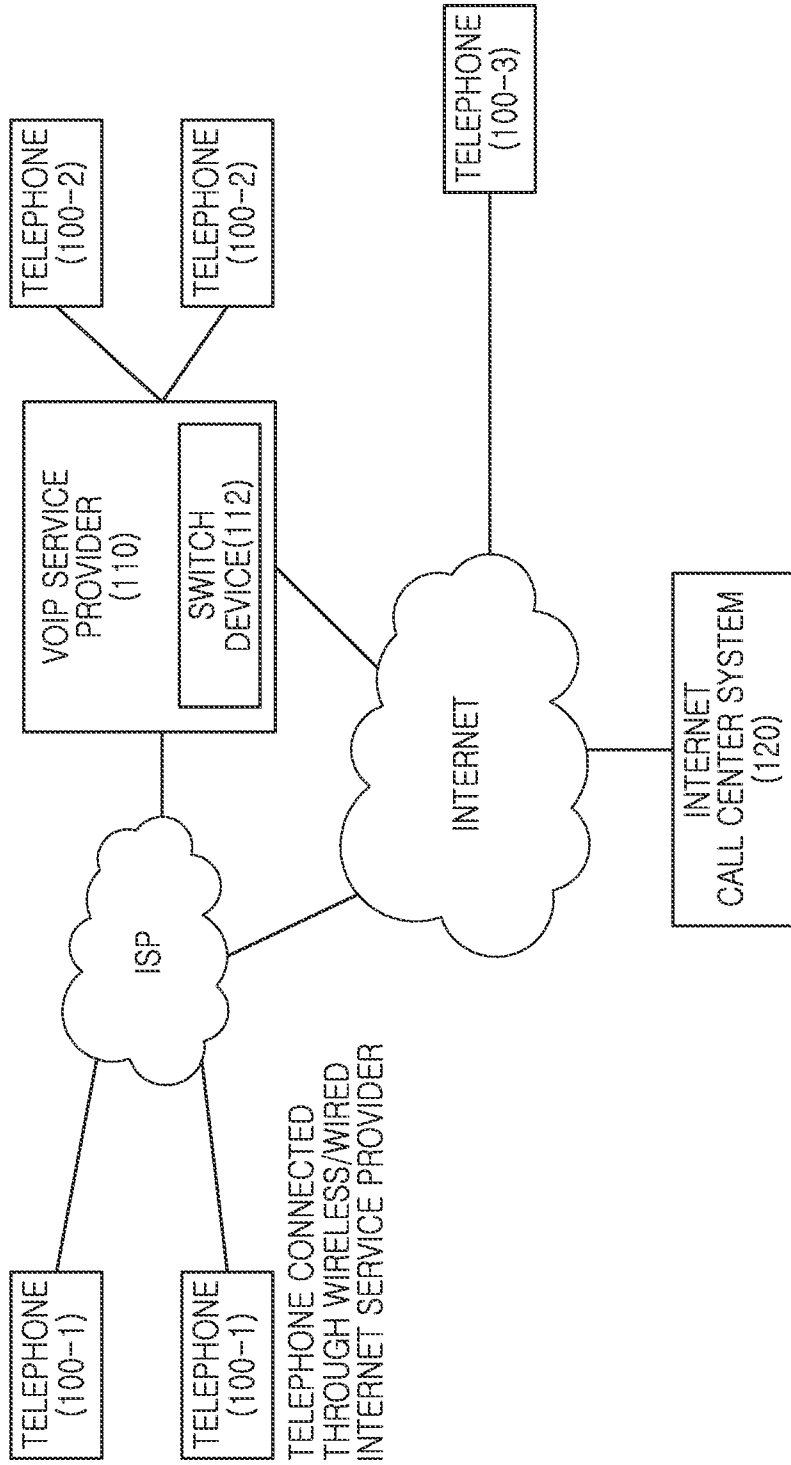 TELEPHONE
(100-1)
TELEPHONE
(100-1)
TELEPHONE CONNECTED
THROUGH WIRELESS/WIRED
INTERNET SERVICE PROVIDER
ISP
VOIP SERVICE
PROVIDER
(110)
SWITCH
DEVICE(112)
TELEPHONE
(100-2)
TELEPHONE
(100-2)
INTERNET
TELEPHONE
(100-3)
INTERNET
CALL CENTER SYSTEM
(120)